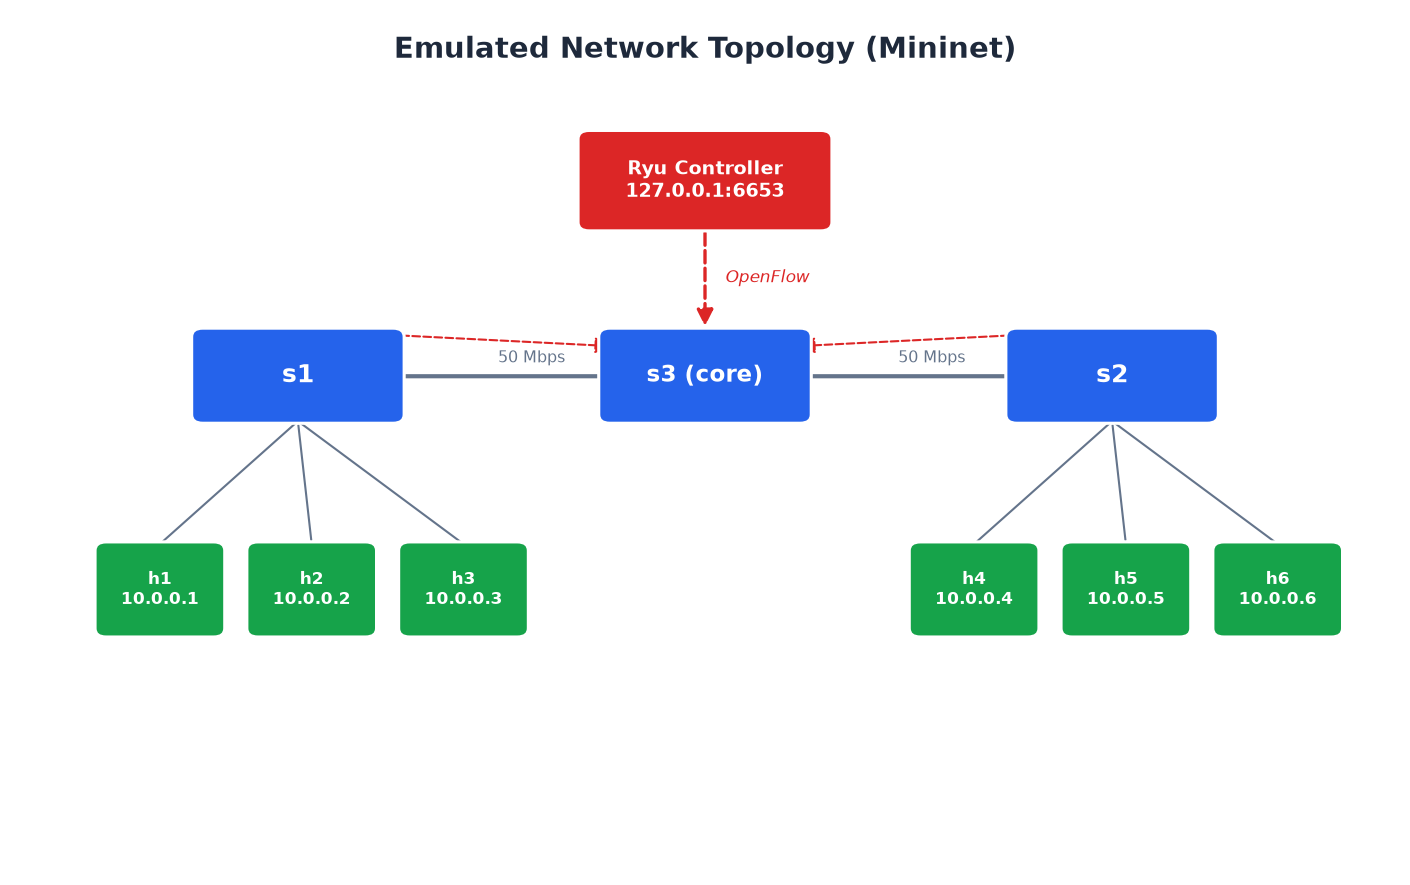 Emulated Network Topology (Mininet)
Ryu Controller
127.0.0.1:6653
OpenFlow
50 Mbps
50 Mbps
s1
s3 (core)
s2
h1
10.0.0.1
h2
10.0.0.2
h3
10.0.0.3
h4
10.0.0.4
h5
10.0.0.5
h6
10.0.0.6